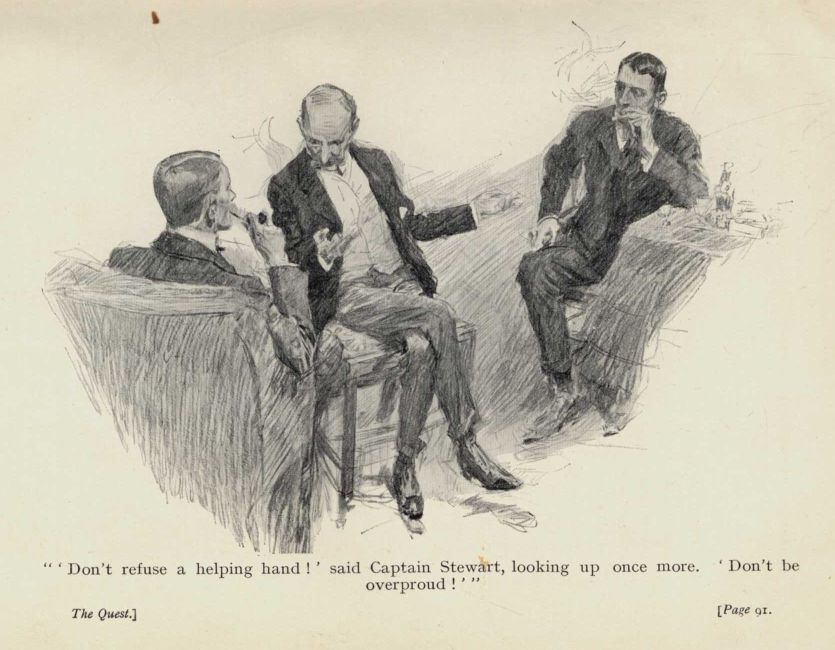 "'Don't refuse a helping hand!' said Captain Stewart, looking up once more. 'Don't be
overproud!'"
The Quest.] [Page 91.